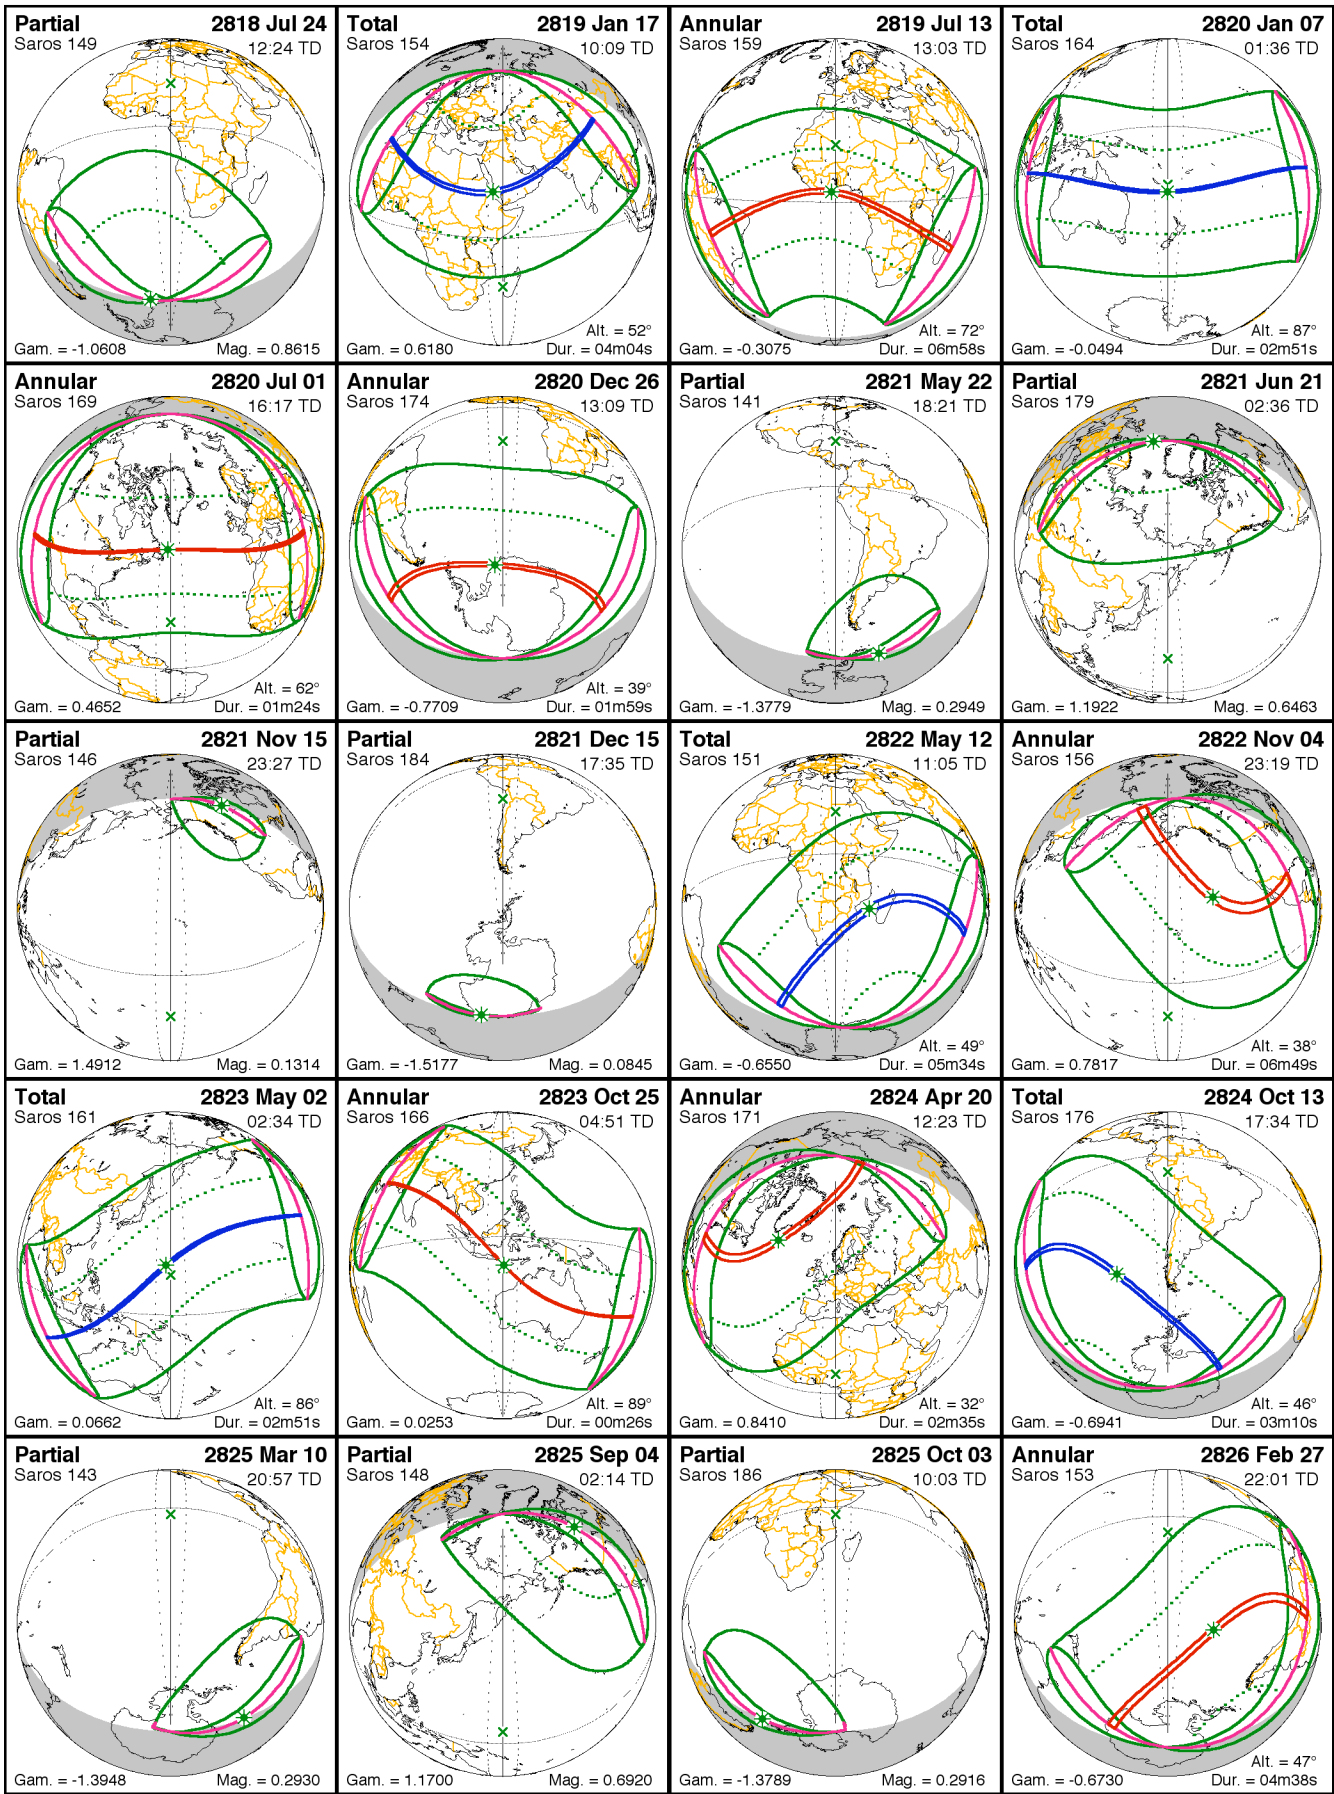 Partial 2818 Jul 24
Saros 149 12:24 TD
Gam. = -1.0608 Mag. = 0.8615
Total 2819 Jan 17
Saros 154 10:09 TD
Alt. = 52°
Gam. = 0.6180 Dur. = 04m04s
Annular 2819 Jul 13
Saros 159 13:03 TD
Alt. = 72°
Gam. = -0.3075 Dur. = 06m58s
Total 2820 Jan 07
Saros 164 01:36 TD
Alt. = 87°
Gam. = -0.0494 Dur. = 02m51s
Annular 2820 Jul 01
Saros 169 16:17 TD
Alt. = 62°
Gam. = 0.4652 Dur. = 01m24s
Annular 2820 Dec 26
Saros 174 13:09 TD
Alt. = 39°
Gam. = -0.7709 Dur. = 01m59s
Partial 2821 May 22
Saros 141 18:21 TD
Gam. = -1.3779 Mag. = 0.2949
Partial 2821 Jun 21
Saros 179 02:36 TD
Gam. = 1.1922 Mag. = 0.6463
Partial 2821 Nov 15
Saros 146 23:27 TD
Gam. = 1.4912 Mag. = 0.1314
Partial 2821 Dec 15
Saros 184 17:35 TD
Gam. = -1.5177 Mag. = 0.0845
Total 2822 May 12
Saros 151 11:05 TD
Alt. = 49°
Gam. = -0.6550 Dur. = 05m34s
Annular 2822 Nov 04
Saros 156 23:19 TD
Alt. = 38°
Gam. = 0.7817 Dur. = 06m49s
Total 2823 May 02
Saros 161 02:34 TD
Alt. = 86°
Gam. = 0.0662 Dur. = 02m51s
Annular 2823 Oct 25
Saros 166 04:51 TD
Alt. = 89°
Gam. = 0.0253 Dur. = 00m26s
Annular 2824 Apr 20
Saros 171 12:23 TD
Alt. = 32°
Gam. = 0.8410 Dur. = 02m35s
Total 2824 Oct 13
Saros 176 17:34 TD
Alt. = 46°
Gam. = -0.6941 Dur. = 03m10s
Partial 2825 Mar 10
Saros 143 20:57 TD
Gam. = -1.3948 Mag. = 0.2930
Partial 2825 Sep 04
Saros 148 02:14 TD
Gam. = 1.1700 Mag. = 0.6920
Partial 2825 Oct 03
Saros 186 10:03 TD
Gam. = -1.3789 Mag. = 0.2916
Annular 2826 Feb 27
Saros 153 22:01 TD
Alt. = 47°
Gam. = -0.6730 Dur. = 04m38s